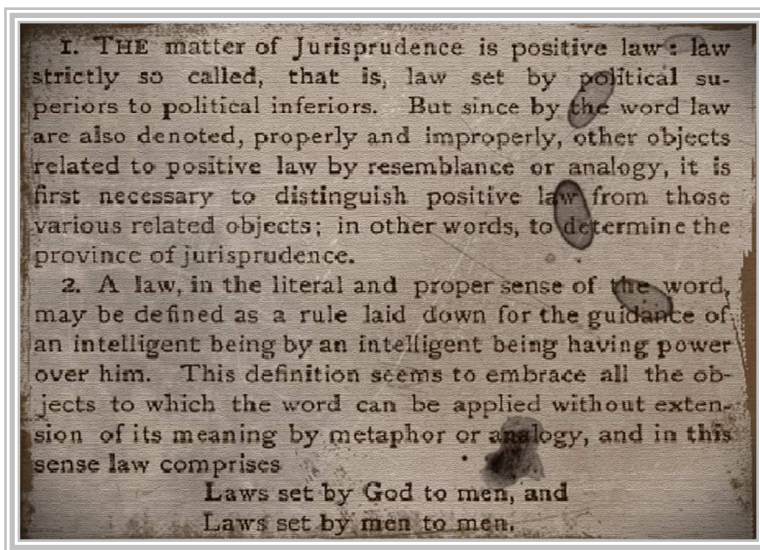 1. THE matter of Jurisprudence is positive law: law
strictly so called, that is, law set by political su-
periors to political inferiors. But since by the word law
are also denoted, properly and improperly, other objects
related to positive law by resemblance or analogy, it is
first necessary to distinguish positive law from those
various related objects; in other words, to determine the
province of jurisprudence.
2. A law, in the literal and proper sense of the word,
may be defined as a rule laid down for the guidance of
an intelligent being by an intelligent being having power
over him. This definition seems to embrace all the ob-
jects to which the word can be applied without exten-
sion of its meaning by metaphor or analogy, and in this
sense law comprises
Laws set by God to men, and
Laws set by men to men.